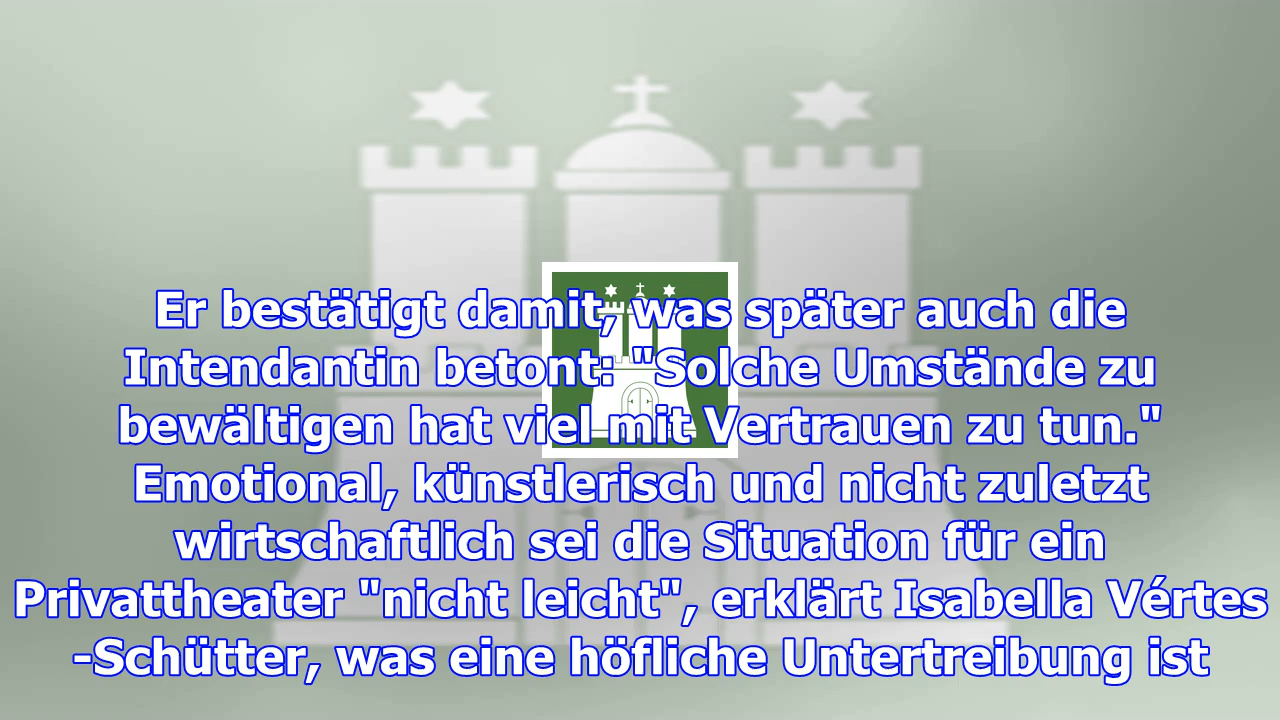 Er bestätigt damit, was später auch die
Intendantin betont: "Solche Umstände zu
bewältigen hat viel mit Vertrauen zu tun."
Emotional, künstlerisch und nicht zuletzt
wirtschaftlich sei die Situation für ein
Privattheater "nicht leicht", erklärt Isabella Vértes
-Schütter, was eine höfliche Untertreibung ist